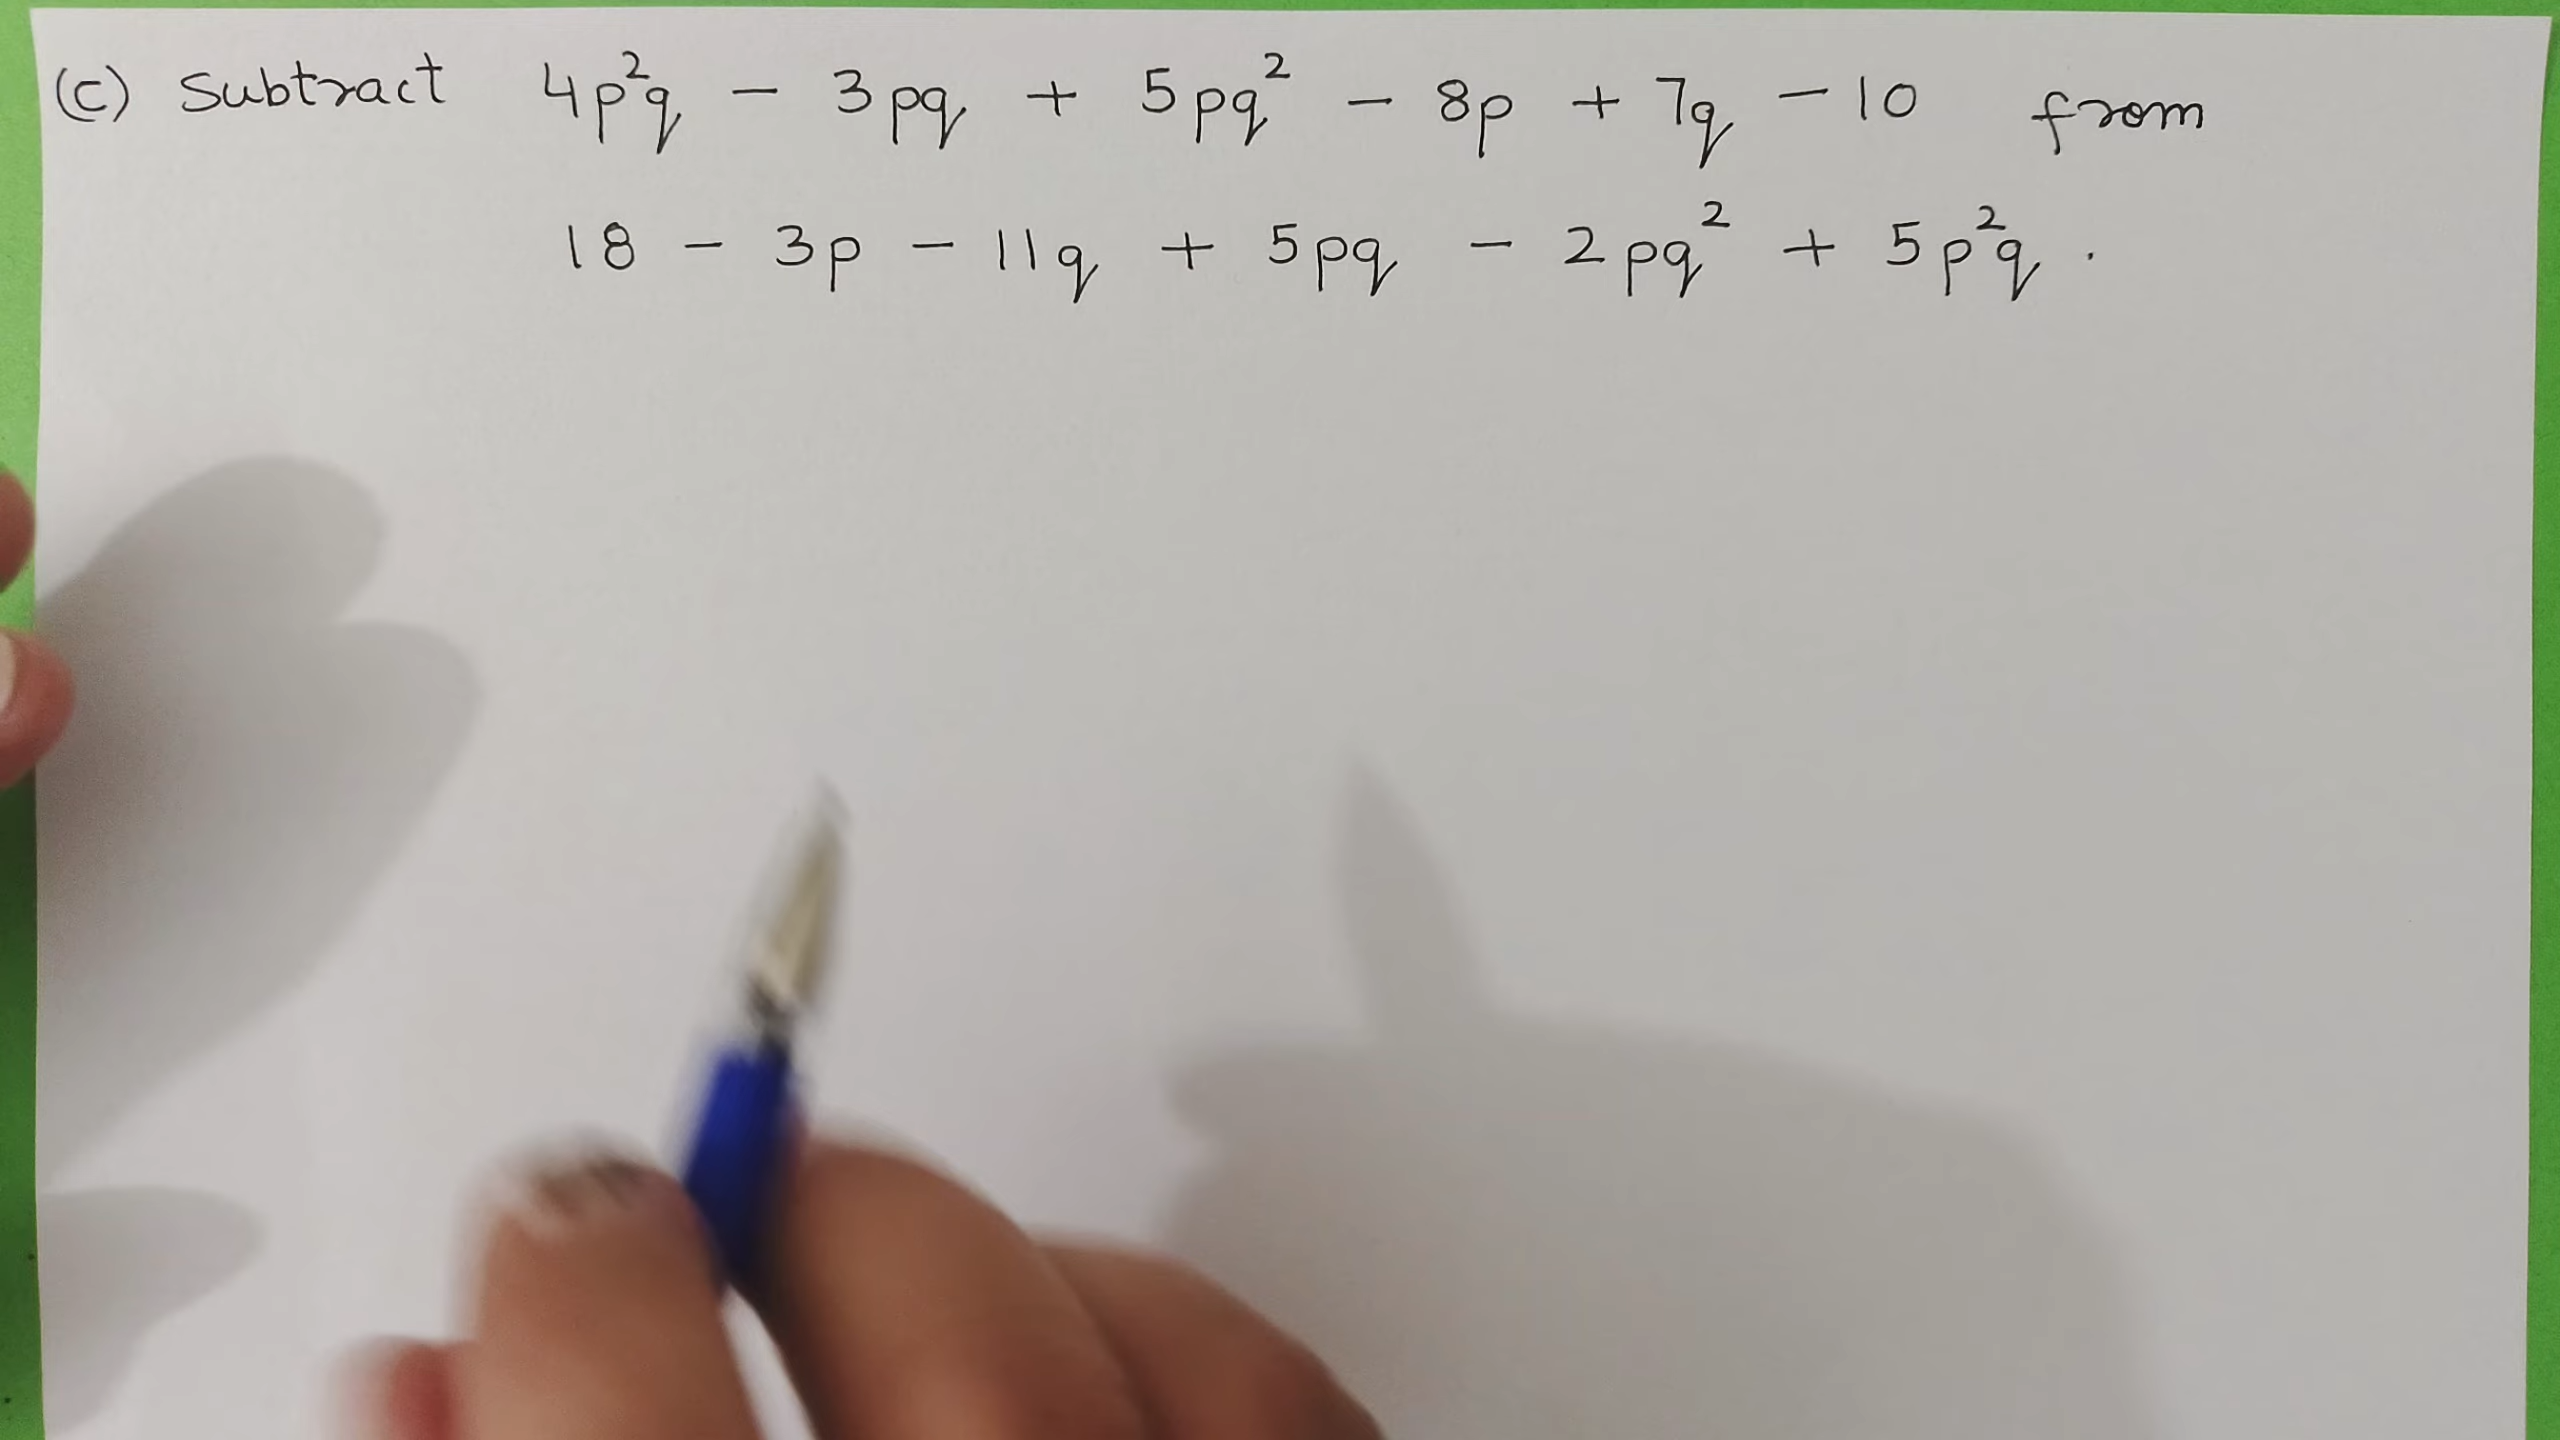 (c) Subtract 4p²q - 3pq + 5pq² - 8p + 7q - 10 from
18 - 3p - 11q + 5pq - 2pq² + 5p²q .